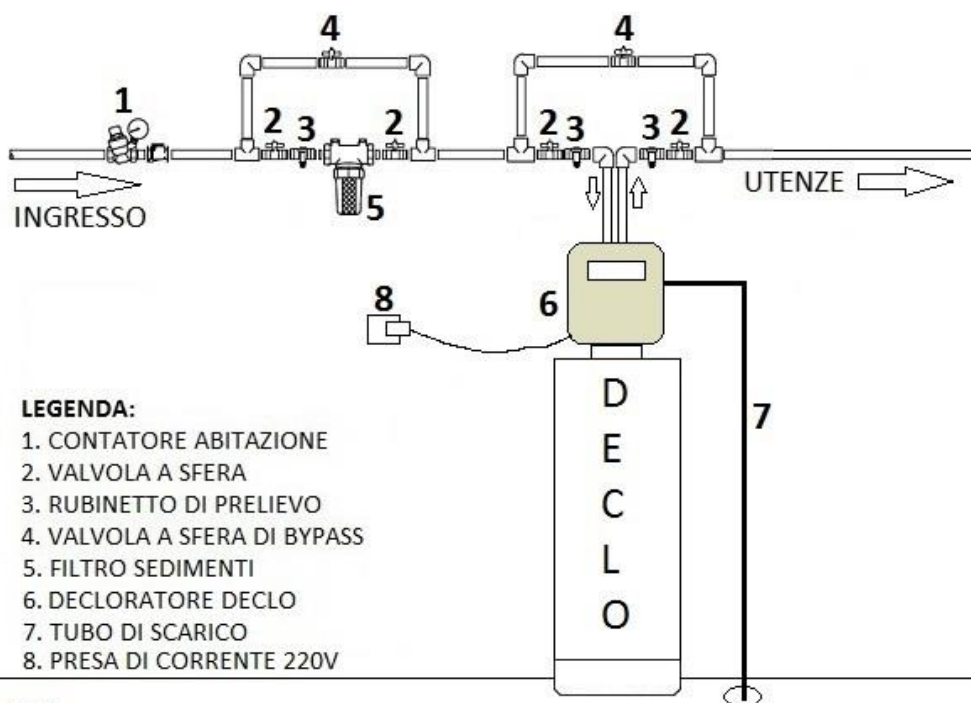 4
4
1
2
3
2
2
3
3
2
INGRESSO
5
UTENZE
8
6
7
DECLO
LEGENDA:
1. CONTATORE ABITAZIONE
2. VALVOLA A SFERA
3. RUBINETTO DI PRELIEVO
4. VALVOLA A SFERA DI BYPASS
5. FILTRO SEDIMENTI
6. DECLORATORE DECLO
7. TUBO DI SCARICO
8. PRESA DI CORRENTE 220V